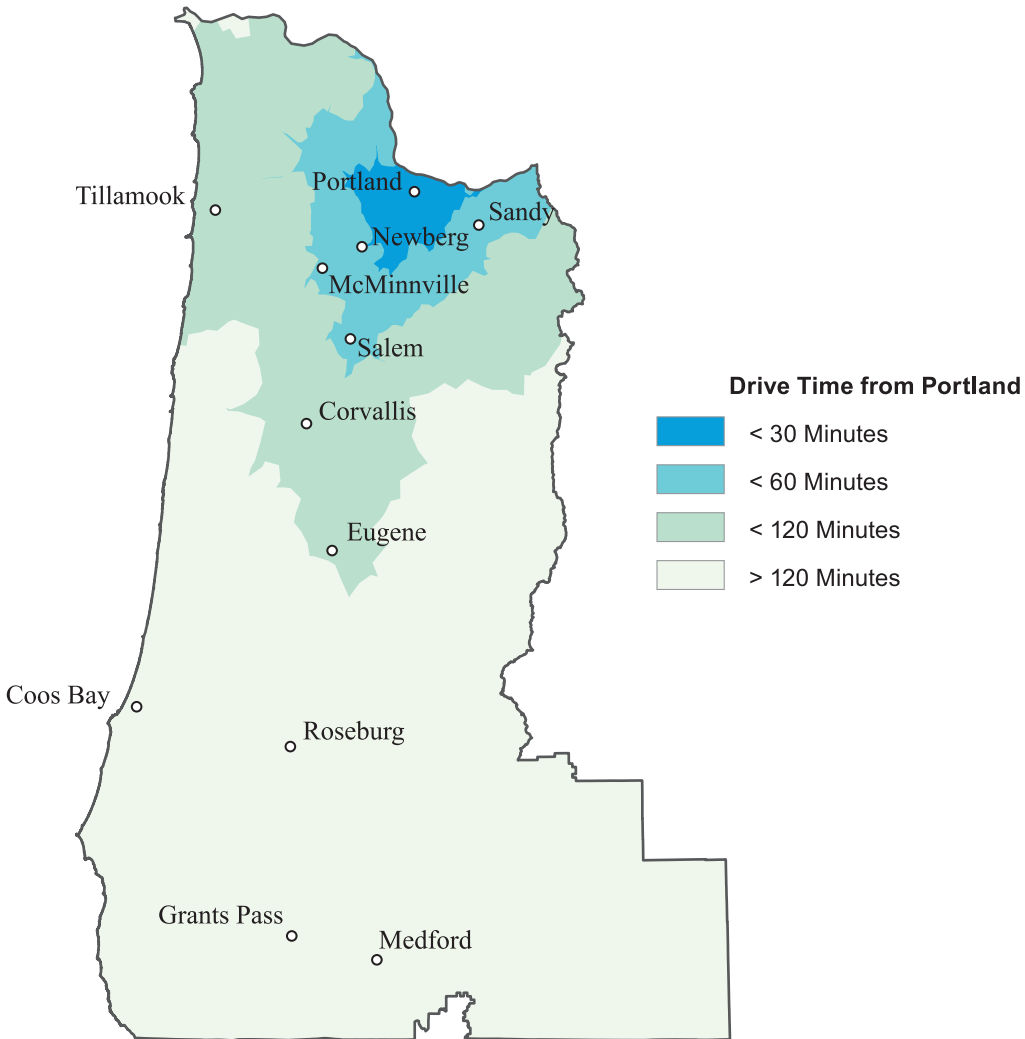 Portland
Tillamook
Sandy
Newberg
McMinnville
Salem
Drive Time from Portland
Corvallis
< 30 Minutes
< 60 Minutes
Eugene
< 120 Minutes
> 120 Minutes
Coos Bay
Roseburg
Grants Pass
Medford